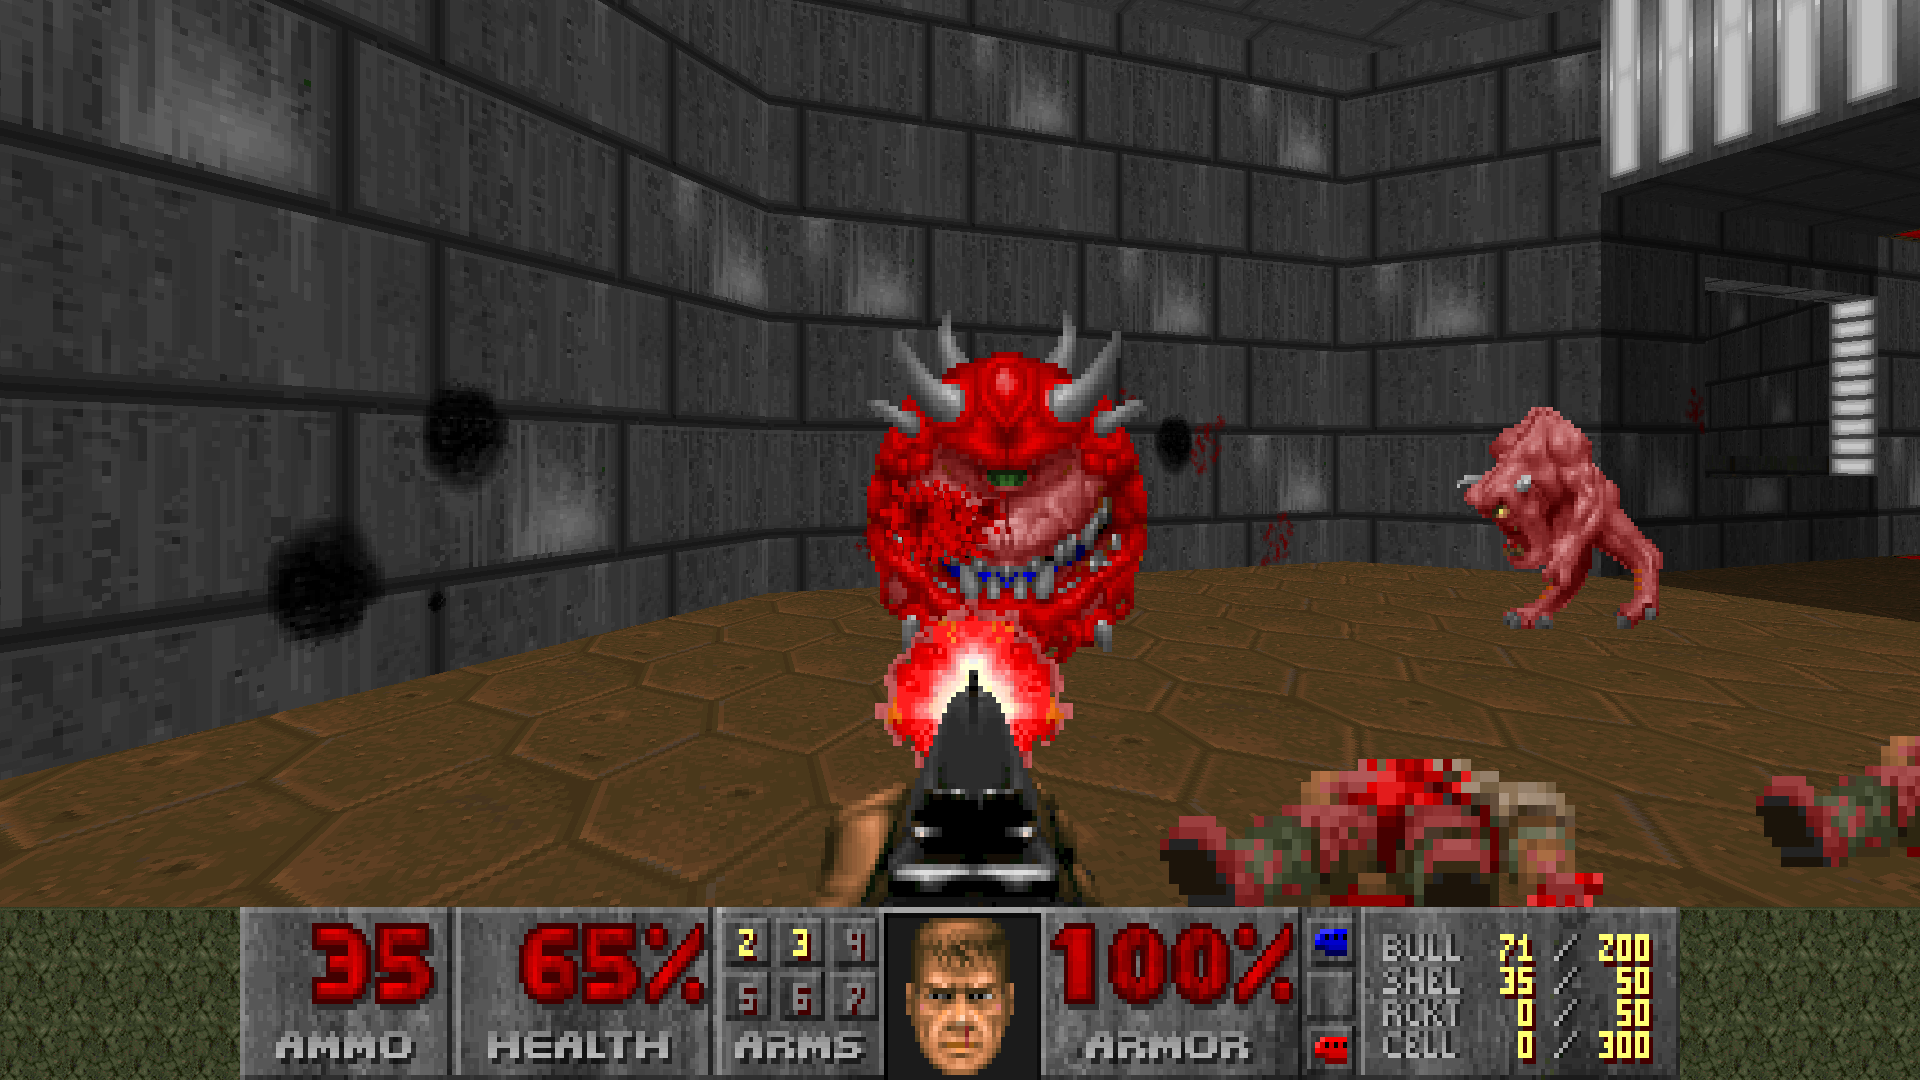 35 65% 2 3 4 100% BULL 71 / 200
5 6 7 SHEL 35 / 50
RCKT 0 / 50
AMMO HEALTH ARMS ARMOR CELL 0 / 300